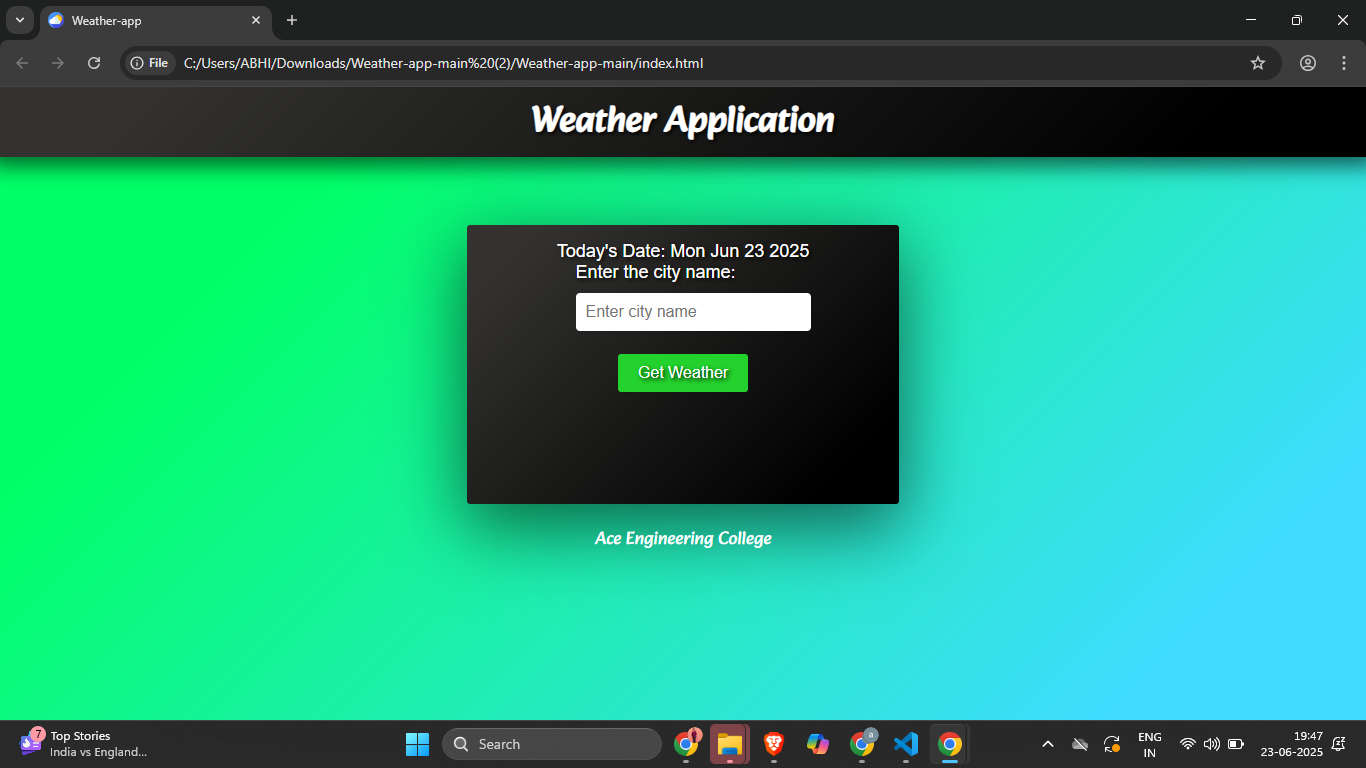 Weather-app
File
C:/Users/ABHI/Downloads/Weather-app-main%20(2)/Weather-app-main/index.html
Weather Application
Today's Date: Mon Jun 23 2025
Enter the city name:
Enter city name
Get Weather
Ace Engineering College
7
Top Stories
India vs England...
Search
a
ENG
IN
19:47
23-06-2025